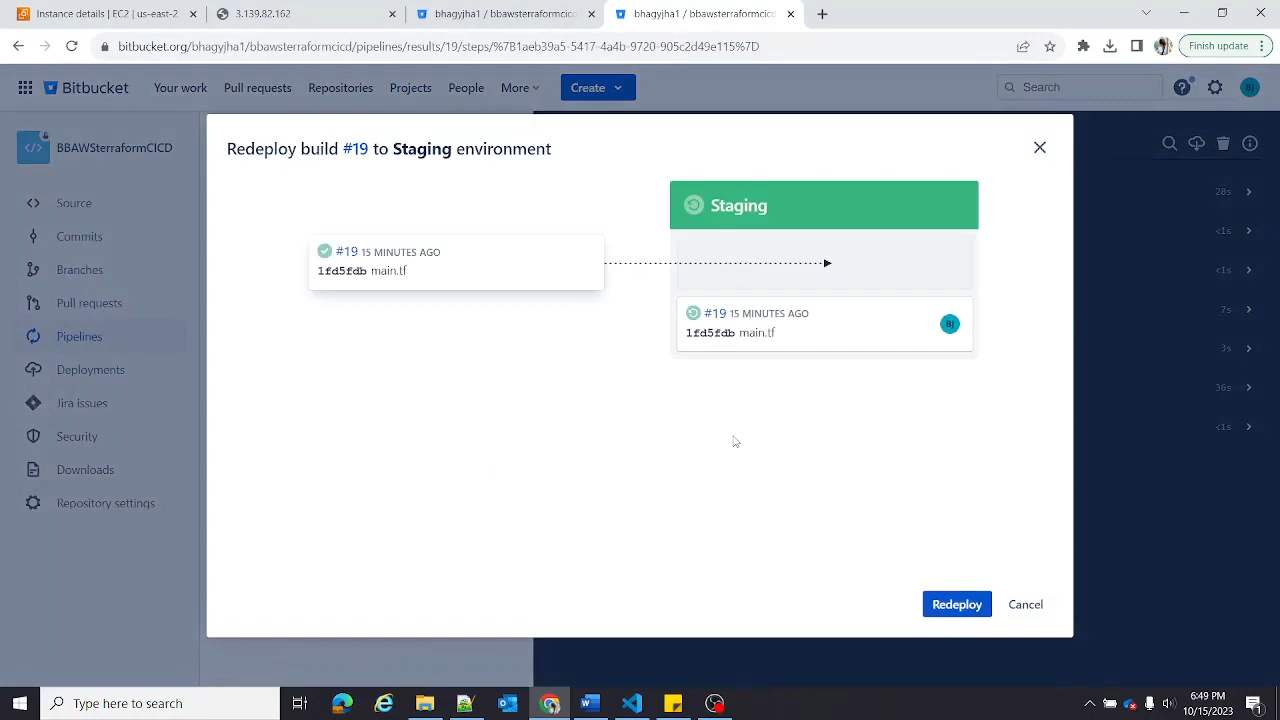 Instance details | EC2 | us-east-2
3.139.82.162
bhagyjha1 / bbawsterraformcicd
bhagyjha1 / bbawsterraformcicd
bitbucket.org/bhagyjha1/bbawsterraformcicd/pipelines/results/19/steps/%7B1aeb39a5-5417-4a4b-9720-905c2d49e115%7D
Finish update
Bitbucket
Your work
Pull requests
Repositories
Projects
People
More
Create
Search
BJ
BBAWSterraformCICD
Source
Commits
Branches
Pull requests
Pipelines
Deployments
Jira issues
Security
Downloads
Repository settings
Redeploy build #19 to Staging environment
#19 15 MINUTES AGO
1fd5fdb main.tf
Staging
#19 15 MINUTES AGO
1fd5fdb main.tf
BJ
Redeploy
Cancel
28s
<1s
<1s
7s
3s
36s
<1s
Type here to search
6:49 PM
10/15/2023